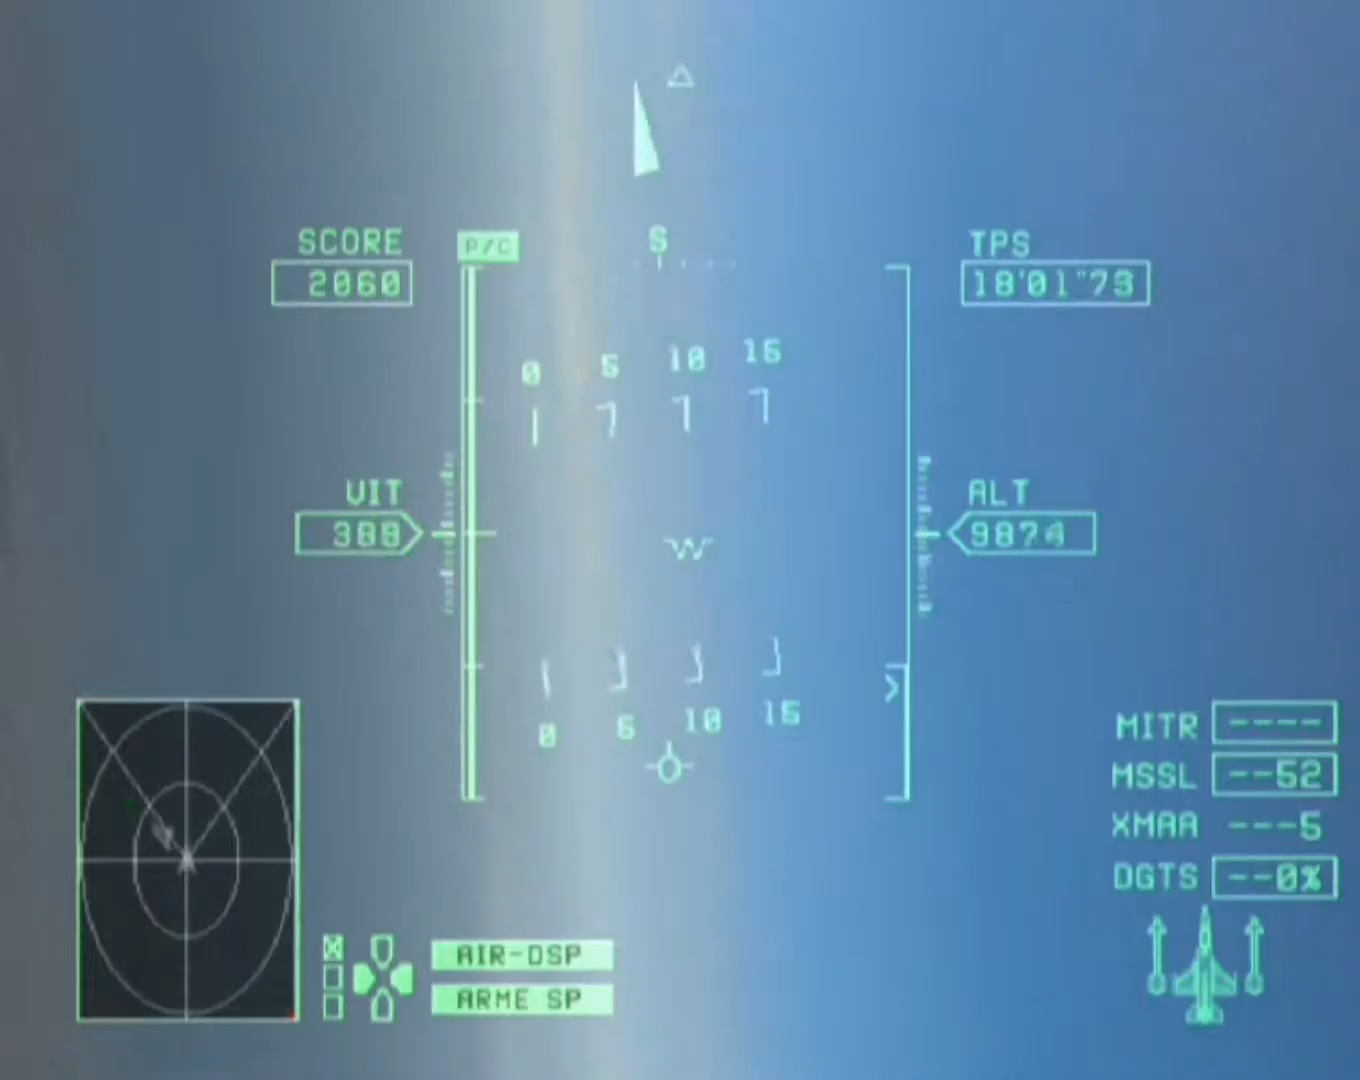 S
SCORE
2060
P/C
TPS
18'01"79
0 5 10 15
VIT
388
ALT
9874
0 5 10 15
MITR ----
MSSL --52
XMAA ---5
DGTS --0%
AIR-DSP
ARME SP